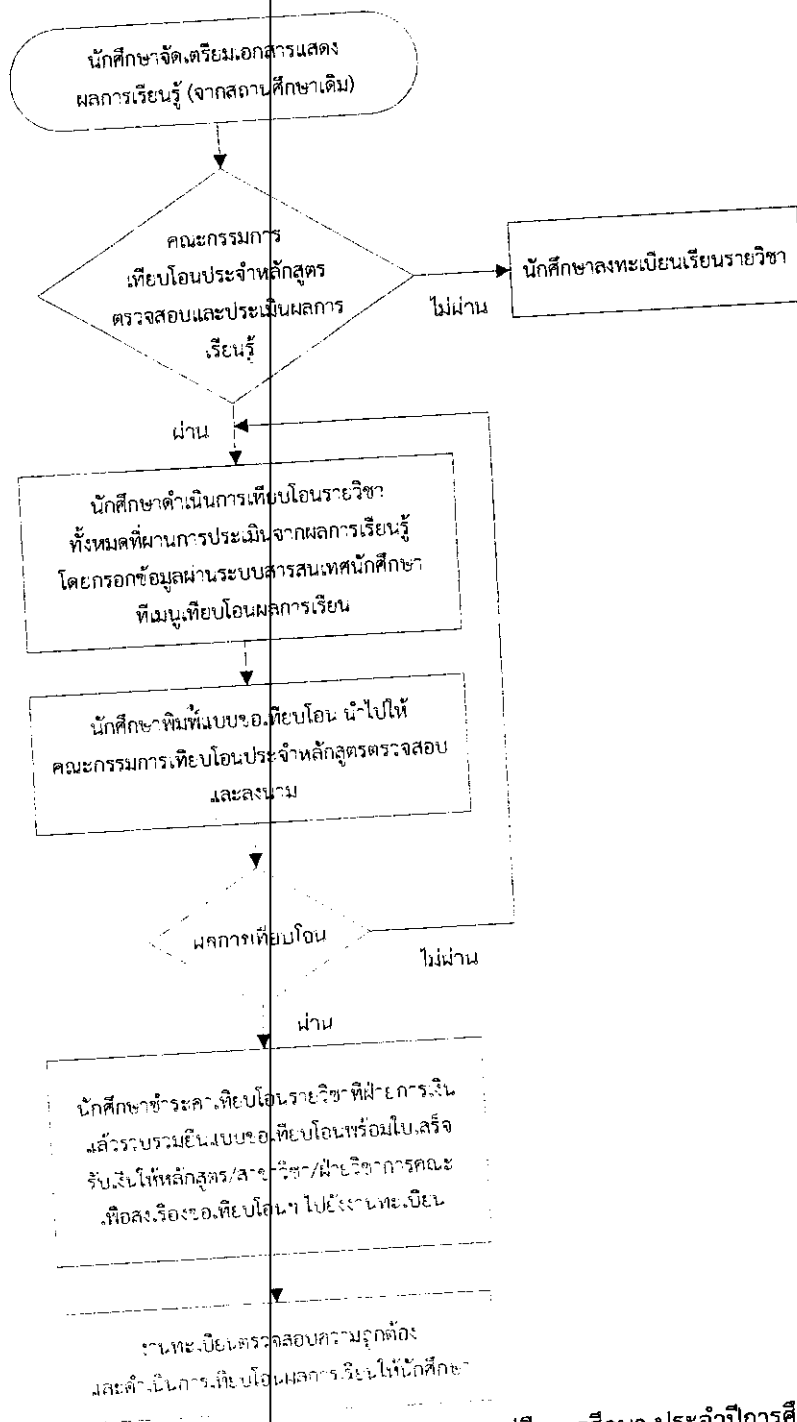 นักศึกษาจัดเตรียมเอกสารแสดง
ผลการเรียนรู้ (จากสถานศึกษาเดิม)
คณะกรรมการ
เทียบโอนประจำหลักสูตร
ตรวจสอบและประเมินผลการ
เรียนรู้
ไม่ผ่าน
นักศึกษาลงทะเบียนเรียนรายวิชา
ผ่าน
นักศึกษาดำเนินการเทียบโอนรายวิชา
ทั้งหมดที่ผ่านการประเมินจากผลการเรียนรู้
โดยกรอกข้อมูลผ่านระบบสารสนเทศนักศึกษา
ที่เมนูเทียบโอนผลการเรียน
นักศึกษาพิมพ์แบบขอเทียบโอน นำไปให้
คณะกรรมการเทียบโอนประจำหลักสูตรตรวจสอบ
และลงนาม
ผลการเทียบโอน
ไม่ผ่าน
ผ่าน
นักศึกษาชำระค่าเทียบโอนรายวิชาที่ฝ่ายการเงิน
แล้วรวบรวมยื่นแบบขอเทียบโอนพร้อมใบเสร็จ
รับเงินให้หลักสูตร/สาขาวิชา/ฝ่ายวิชาการคณะ
เพื่อส่งเรื่องขอเทียบโอนฯ ไปยังงานทะเบียน
งานทะเบียนตรวจสอบความถูกต้อง
และดำเนินการเทียบโอนผลการเรียนให้นักศึกษา
ประจำปีการศึ